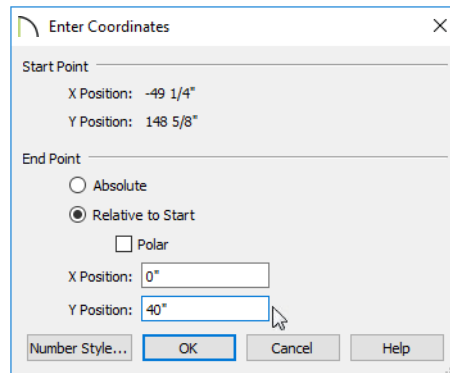 Enter Coordinates
Start Point
X Position: -49 1/4"
Y Position: 148 5/8"
End Point
Absolute
Relative to Start
Polar
X Position: 0"
Y Position: 40"
Number Style... OK Cancel Help